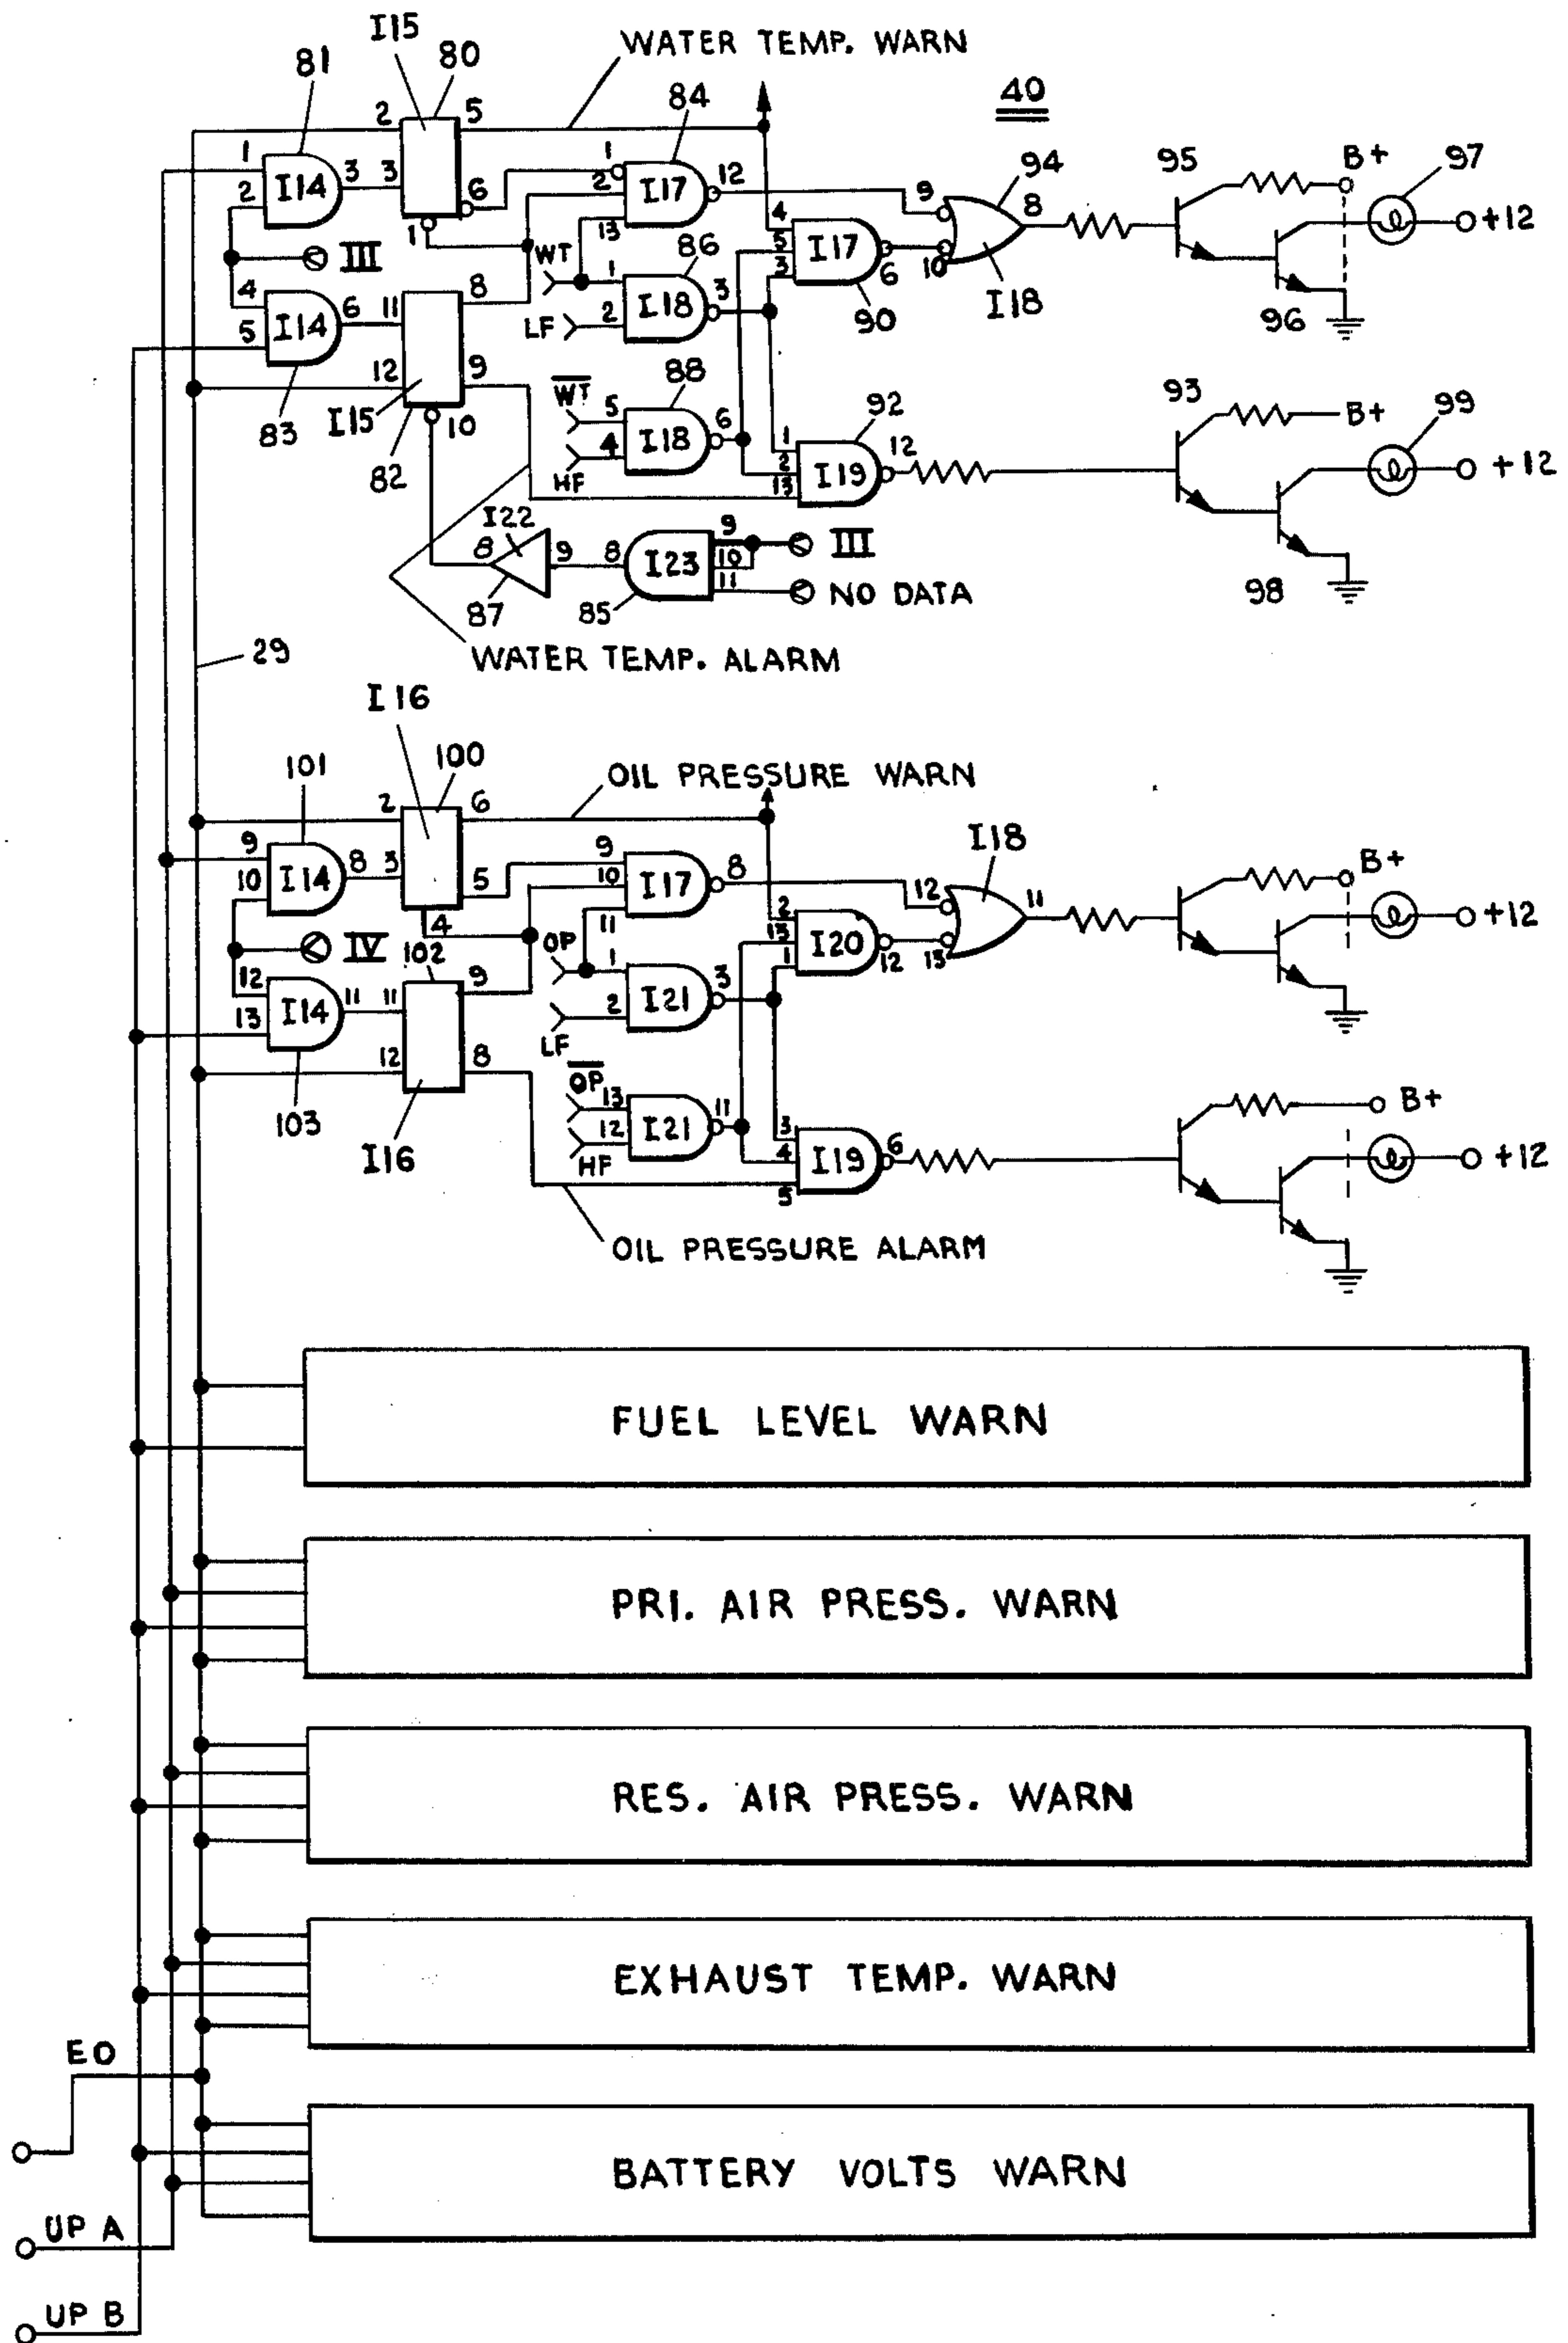 I15
80
WATER TEMP. WARN
81
2
5
84
40
1
I14
3
3
2
6
1
1
2
I17
12
13
9
94
8
95
B+
97
+12
III
WT
86
4
5
3
I17
6
10
I18
96
90
4
5
I14
6
11
8
LF
1
2
I18
3
12
9
83
I15
82
10
WT
88
5
4
I18
6
HF
92
1
2
13
I19
12
93
B+
99
+12
98
I22
8
9
87
8
I23
9
10
11
85
III
NO DATA
WATER TEMP. ALARM
29
I16
101
100
OIL PRESSURE WARN
2
6
9
10
I14
8
3
5
4
9
10
11
I17
8
I18
12
13
11
B+
+12
IV
102
OP
2
13
1
I20
12
12
13
I14
11
11
9
12
8
1
2
I21
3
LF
103
I16
OP
13
12
I21
11
HF
3
4
5
I19
6
B+
+12
OIL PRESSURE ALARM
FUEL LEVEL WARN
PRI. AIR PRESS. WARN
RES. AIR PRESS. WARN
EXHAUST TEMP. WARN
EO
BATTERY VOLTS WARN
UP A
UP B